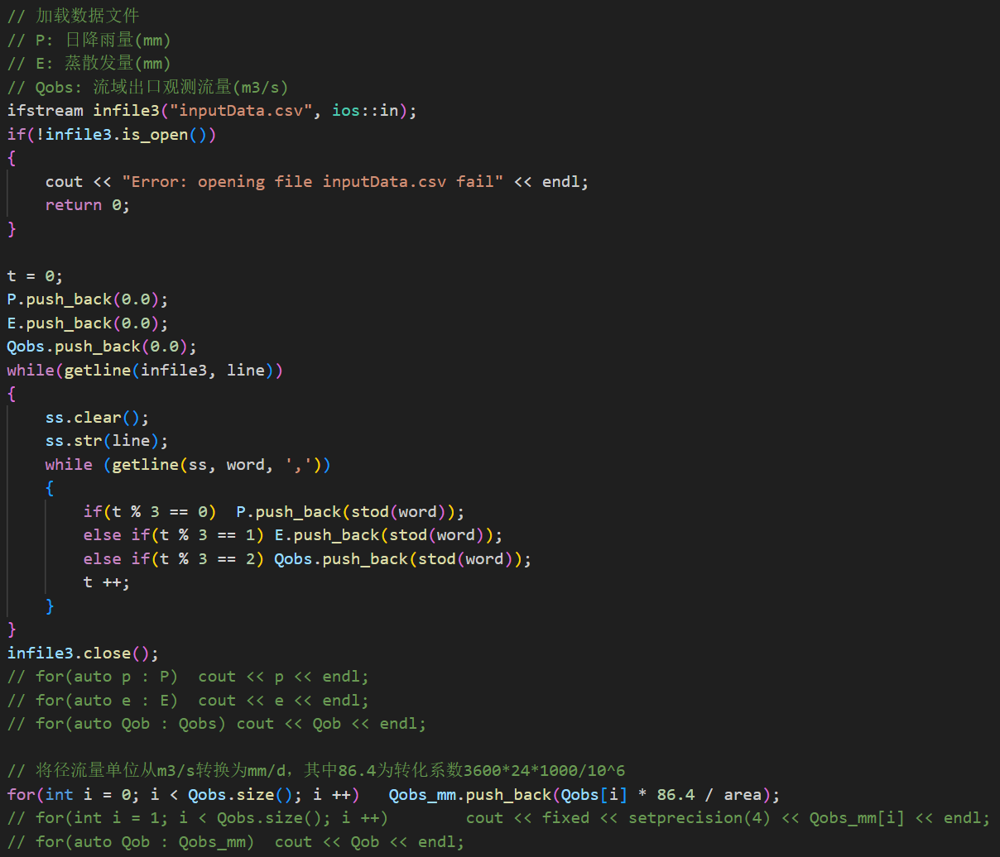 // 加载数据文件
// P: 日降雨量(mm)
// E: 蒸散发量(mm)
// Qobs: 流域出口观测流量(m3/s)
ifstream infile3("inputData.csv", ios::in);
if(!infile3.is_open())
{
    cout << "Error: opening file inputData.csv fail" << endl;
    return 0;
}

t = 0;
P.push_back(0.0);
E.push_back(0.0);
Qobs.push_back(0.0);
while(getline(infile3, line))
{
    ss.clear();
    ss.str(line);
    while (getline(ss, word, ','))
    {
        if(t % 3 == 0)  P.push_back(stod(word));
        else if(t % 3 == 1) E.push_back(stod(word));
        else if(t % 3 == 2) Qobs.push_back(stod(word));
        t ++;
    }
}
infile3.close();
// for(auto p : P)  cout << p << endl;
// for(auto e : E)  cout << e << endl;
// for(auto Qob : Qobs) cout << Qob << endl;

// 将径流量单位从m3/s转换为mm/d，其中86.4为转化系数3600*24*1000/10^6
for(int i = 0; i < Qobs.size(); i ++)   Qobs_mm.push_back(Qobs[i] * 86.4 / area);
// for(int i = 1; i < Qobs.size(); i ++)        cout << fixed << setprecision(4) << Qobs_mm[i] << endl;
// for(auto Qob : Qobs_mm)  cout << Qob << endl;